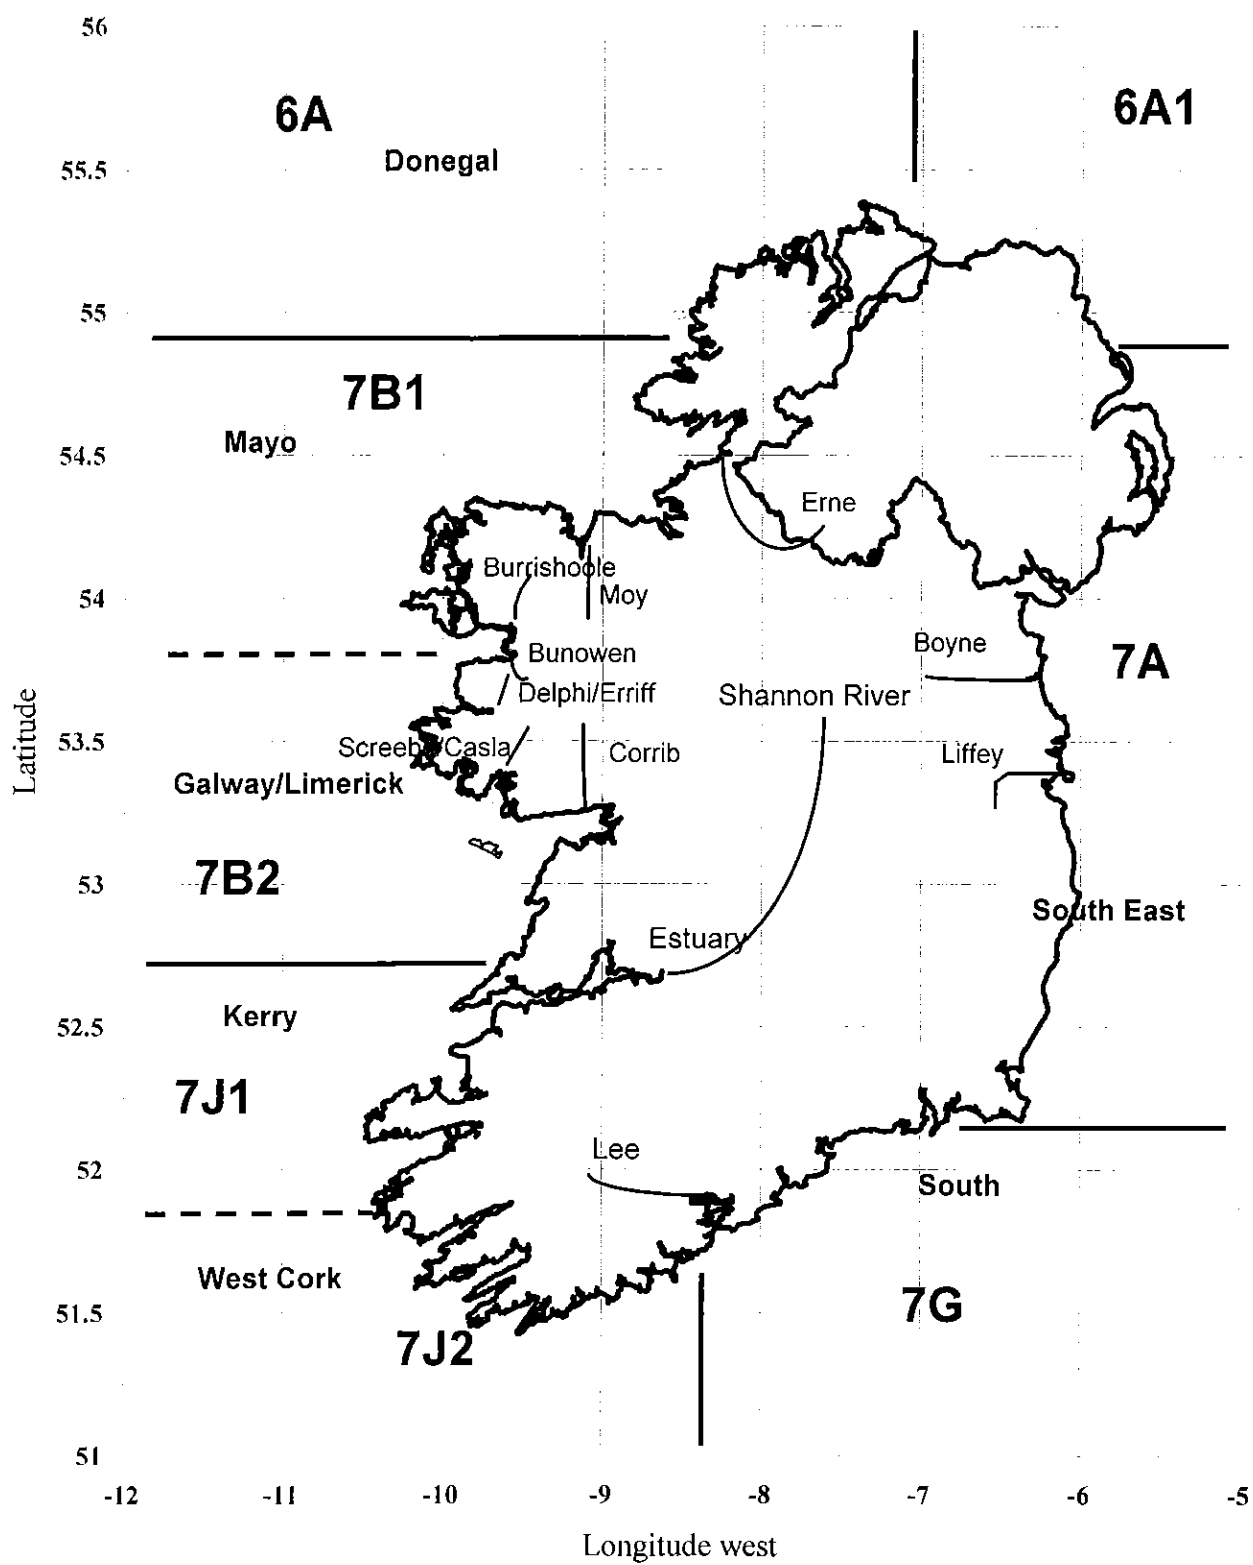 56
6A
6A1
Donegal
55.5
55
7B1
Mayo
54.5
Erne
Burrishoole
Moy
54
Boyne
7A
Bunowen
Delphi/Erriff
Shannon River
Latitude
53.5
Screebe/Casla
Corrib
Liffey
Galway/Limerick
7B2
53
South East
Estuary
Kerry
52.5
7J1
Lee
52
South
West Cork
7G
51.5
7J2
51
-12
-11
-10
-9
-8
-7
-6
-5
Longitude west